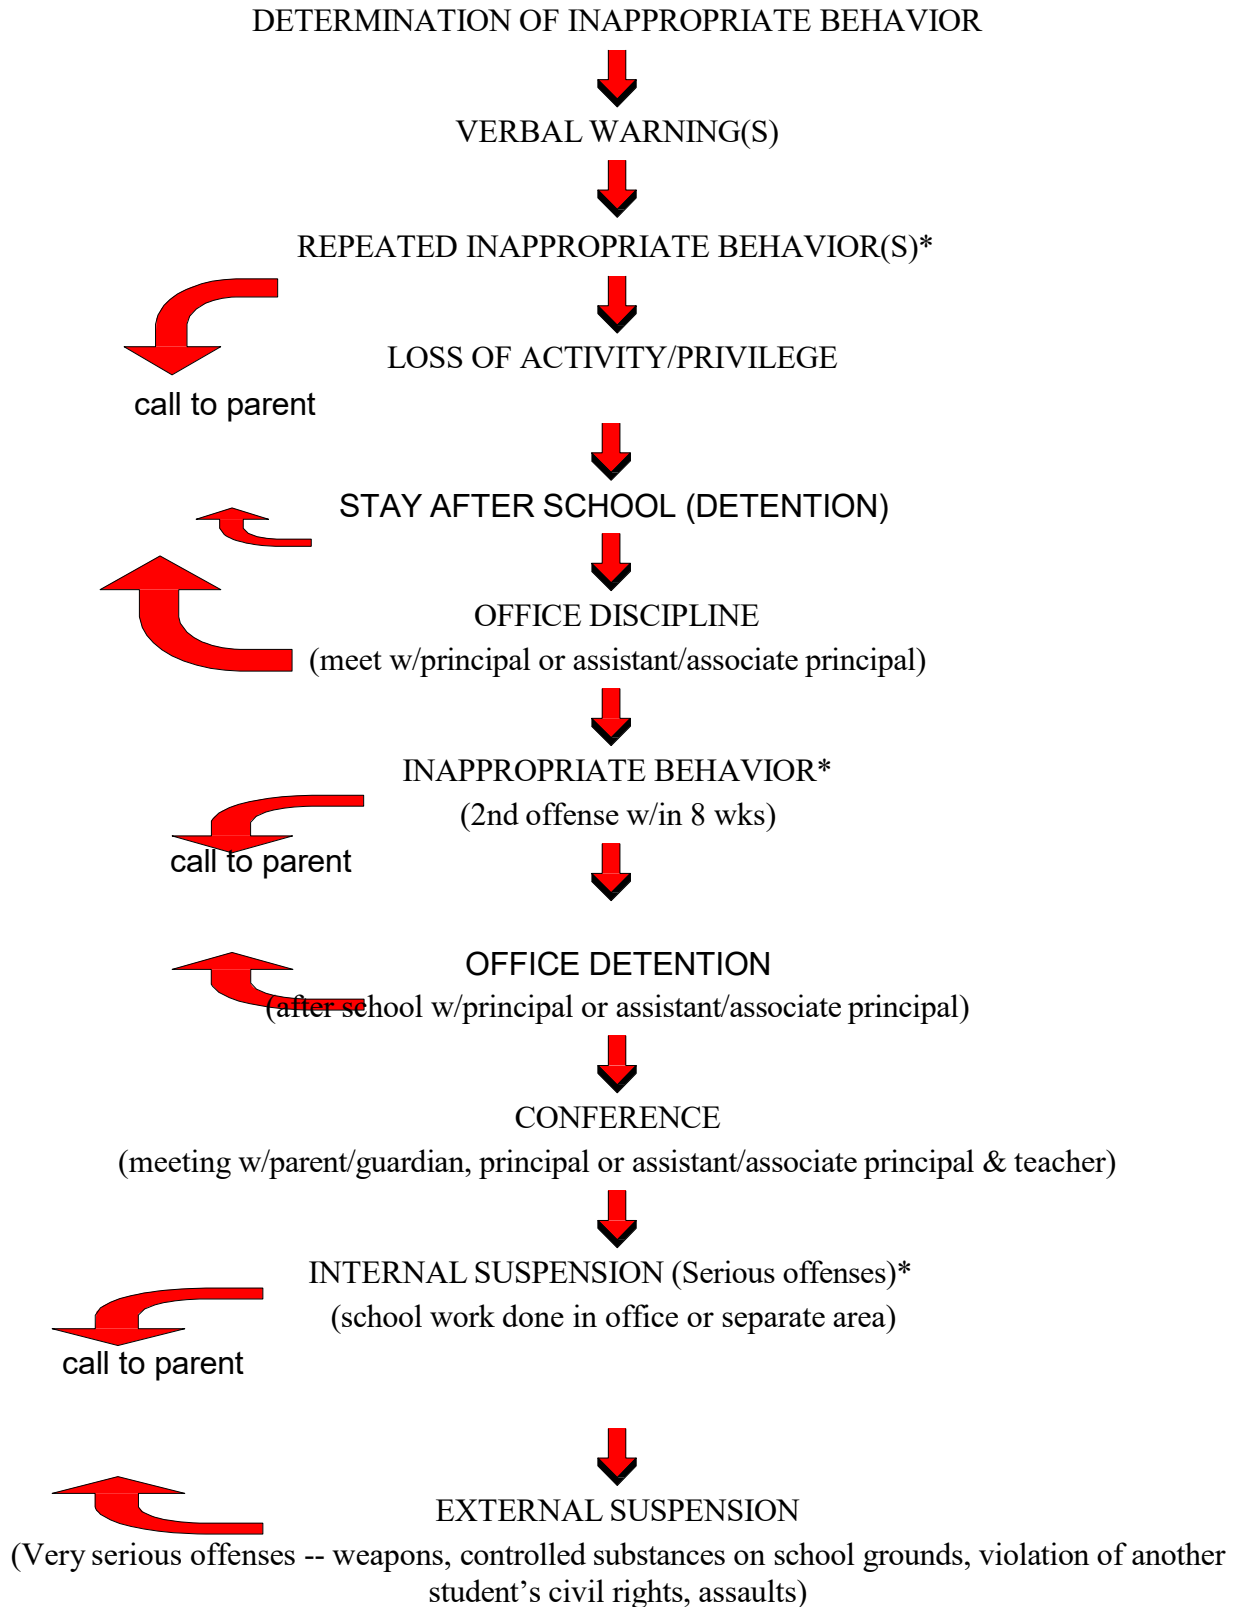 DETERMINATION OF INAPPROPRIATE BEHAVIOR
VERBAL WARNING(S)
REPEATED INAPPROPRIATE BEHAVIOR(S)*
LOSS OF ACTIVITY/PRIVILEGE
call to parent
STAY AFTER SCHOOL (DETENTION)
OFFICE DISCIPLINE
(meet w/principal or assistant/associate principal)
INAPPROPRIATE BEHAVIOR*
(2nd offense w/in 8 wks)
call to parent
OFFICE DETENTION
(after school w/principal or assistant/associate principal)
CONFERENCE
(meeting w/parent/guardian, principal or assistant/associate principal & teacher)
INTERNAL SUSPENSION (Serious offenses)*
(school work done in office or separate area)
call to parent
EXTERNAL SUSPENSION
(Very serious offenses -- weapons, controlled substances on school grounds, violation of another
student’s civil rights, assaults)